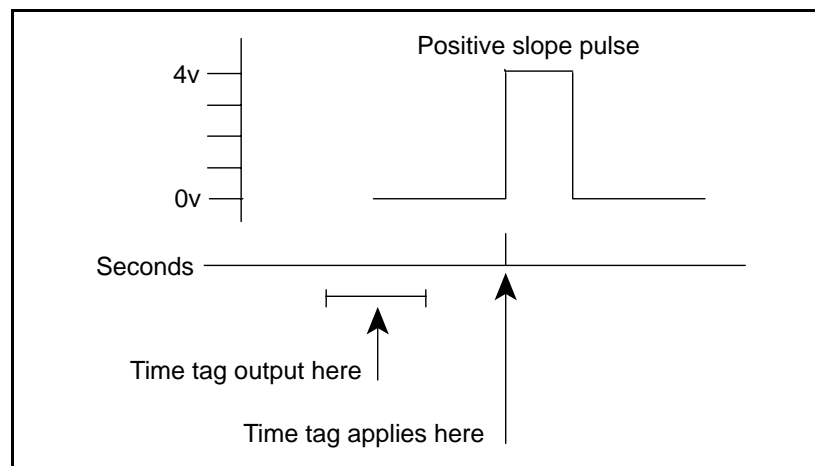 Positive slope pulse
4v
0v
Seconds
Time tag output here
Time tag applies here